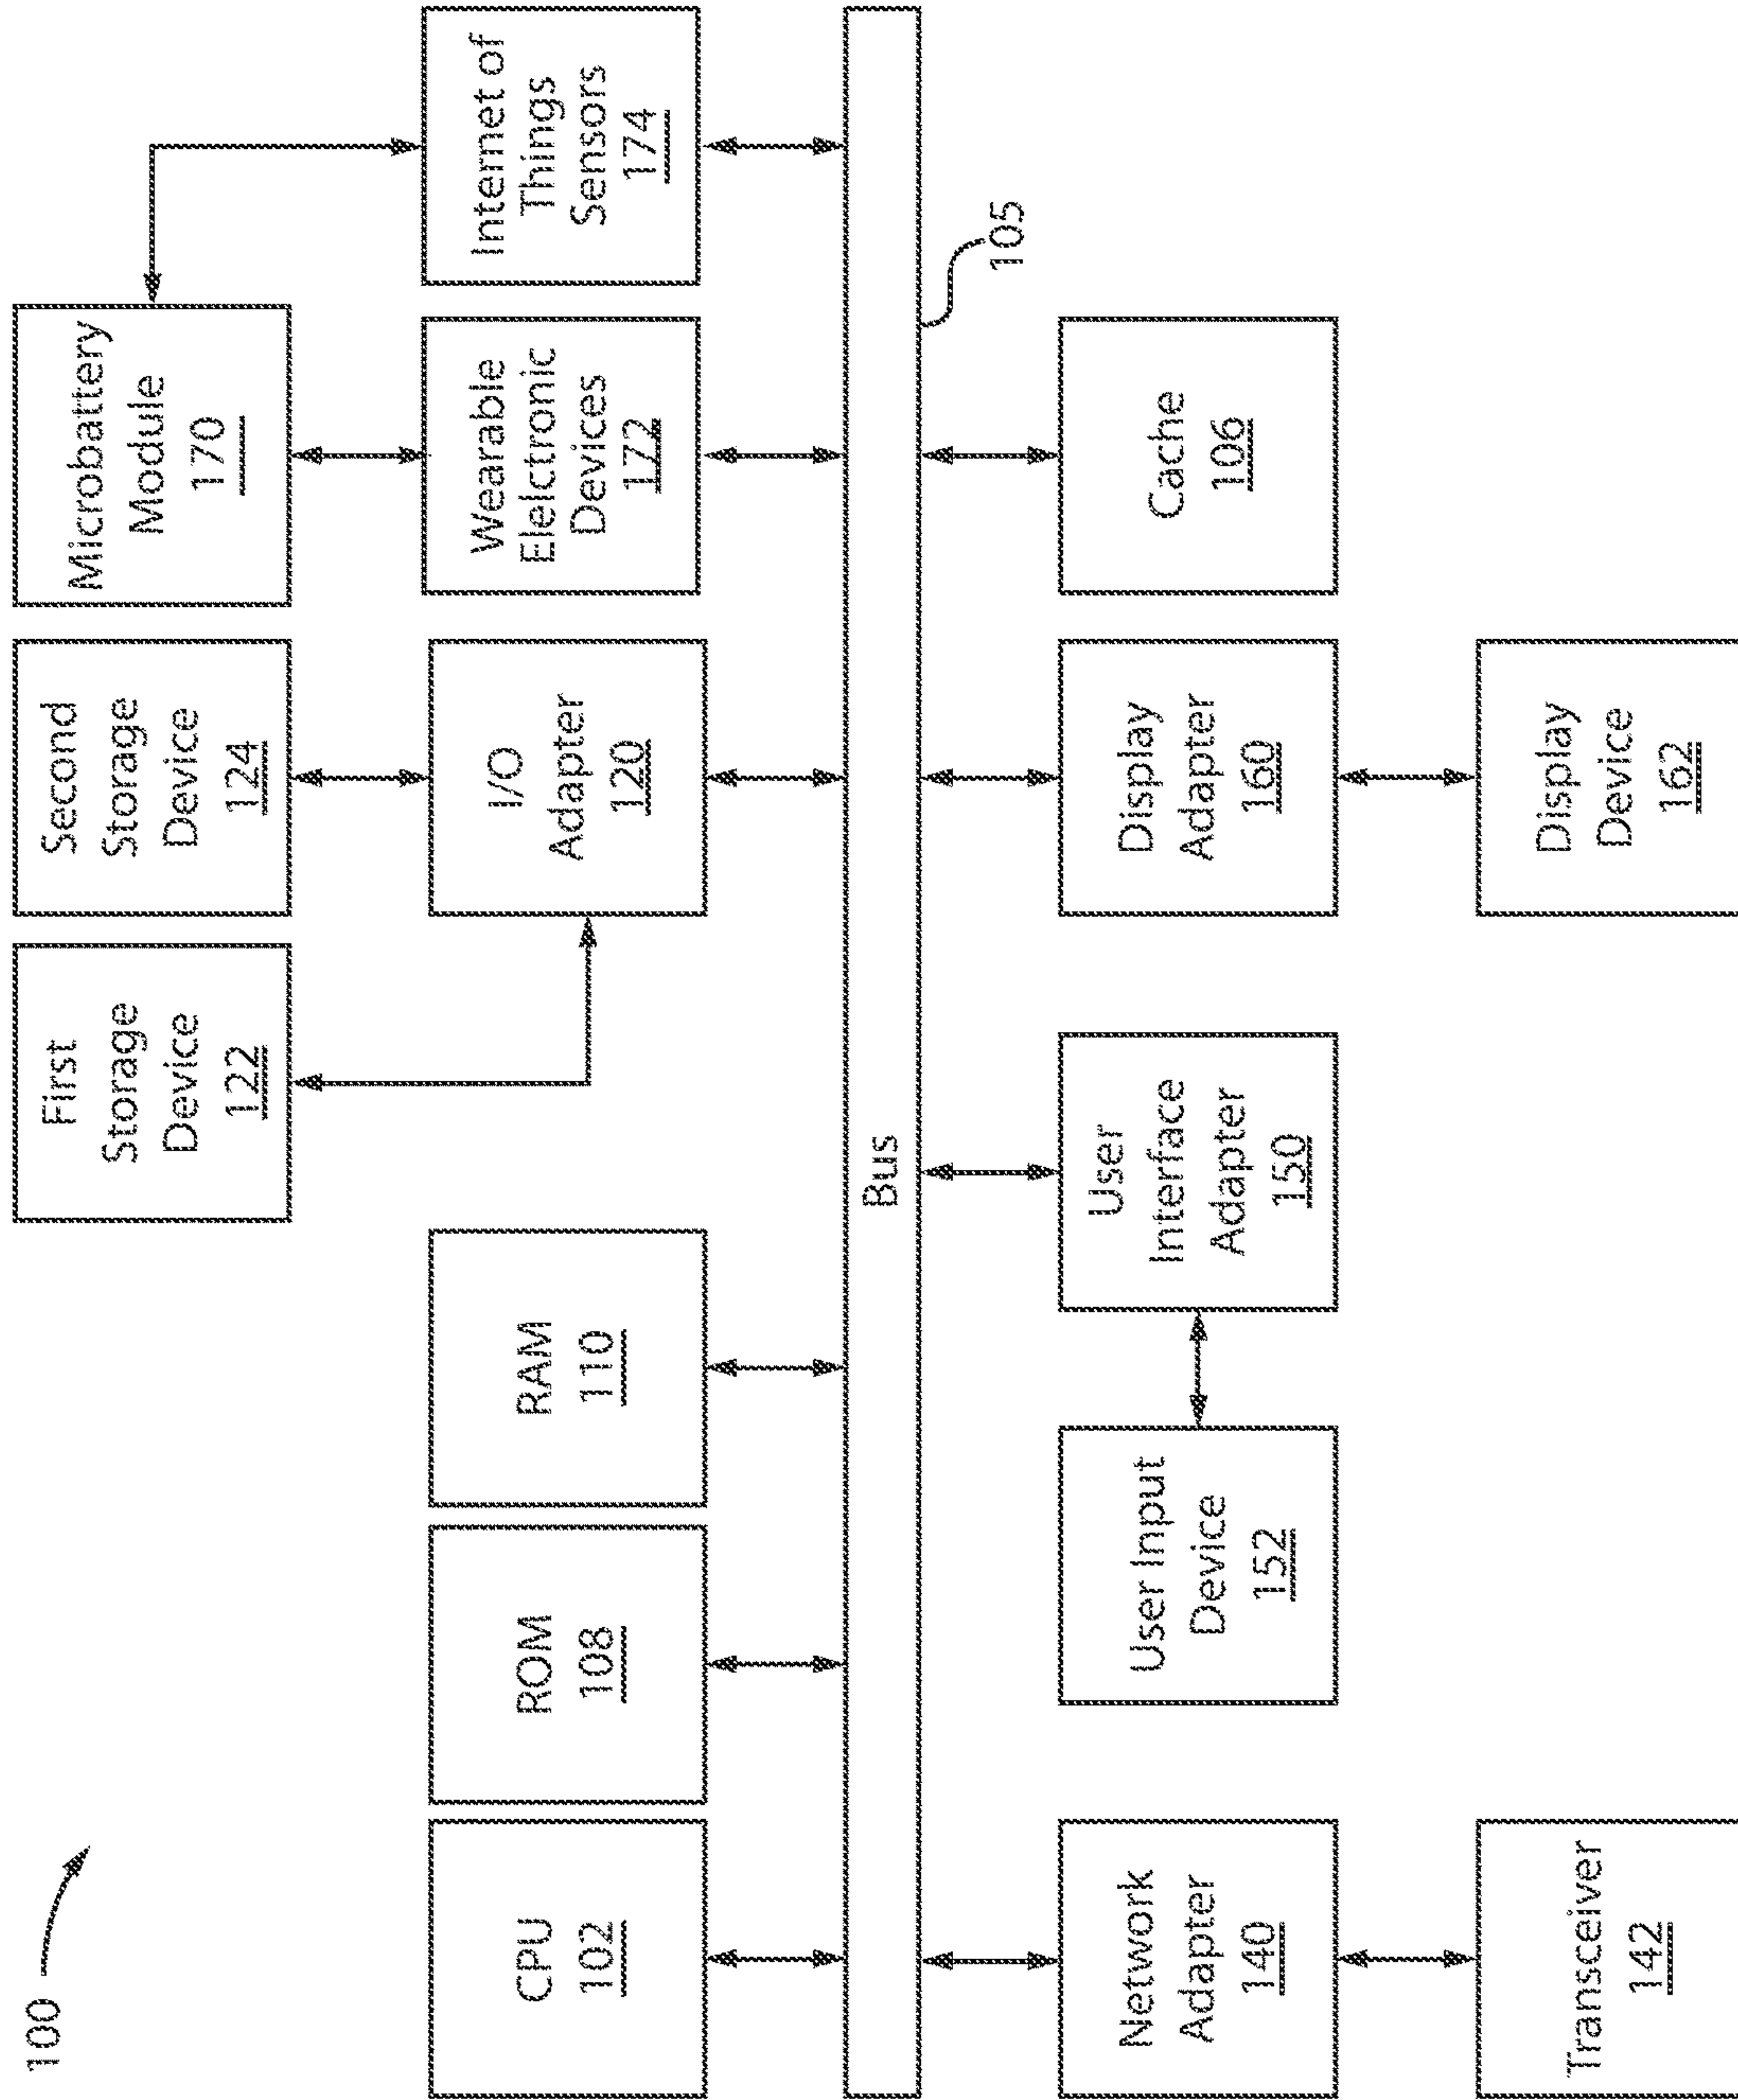 100
First
Storage
Device
122
Second
Storage
Device
124
Microbattery
Module
170
CPU
102
ROM
108
RAM
110
I/O
Adapter
120
Wearable
Elelctronic
Devices
172
Internet of
Things
Sensors
174
Bus
105
Network
Adapter
140
User Input
Device
152
User
Interface
Adapter
150
Display
Adapter
160
Cache
106
Transceiver
142
Display
Device
162